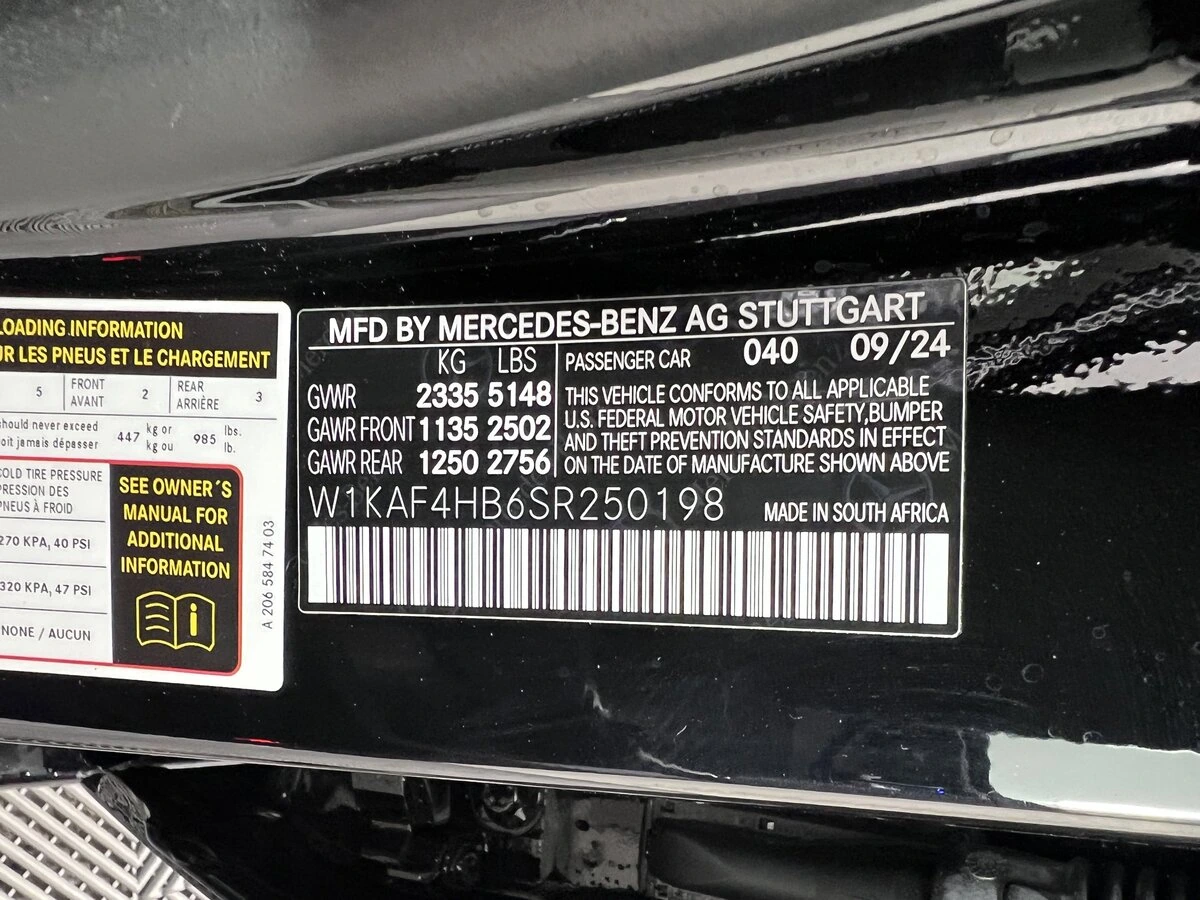 LOADING INFORMATION
UR LES PNEUS ET LE CHARGEMENT
5 FRONT AVANT 2 REAR ARRIÈRE 3
should never exceed
oit jamais dépasser
447 kg or kg ou 985 lbs. lb.
COLD TIRE PRESSURE
PRESSION DES
PNEUS À FROID
270 KPA, 40 PSI
320 KPA, 47 PSI
NONE / AUCUN
SEE OWNER´S
MANUAL FOR
ADDITIONAL
INFORMATION
i
A 206 584 74 03
MFD BY MERCEDES-BENZ AG STUTTGART
KG LBS
GVWR 2335 5148
GAWR FRONT 1135 2502
GAWR REAR 1250 2756
PASSENGER CAR 040 09/24
THIS VEHICLE CONFORMS TO ALL APPLICABLE
U.S. FEDERAL MOTOR VEHICLE SAFETY,BUMPER
AND THEFT PREVENTION STANDARDS IN EFFECT
ON THE DATE OF MANUFACTURE SHOWN ABOVE
W1KAF4HB6SR250198
MADE IN SOUTH AFRICA